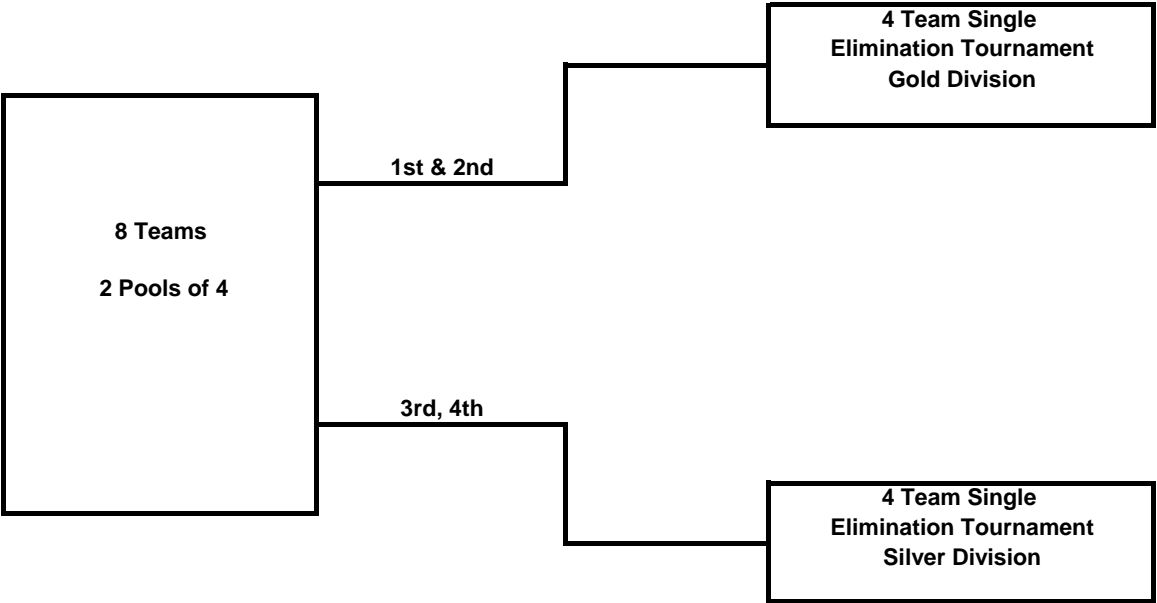 4 Team Single
Elimination Tournament
Gold Division
1st & 2nd
8 Teams
2 Pools of 4
3rd, 4th
4 Team Single
Elimination Tournament
Silver Division